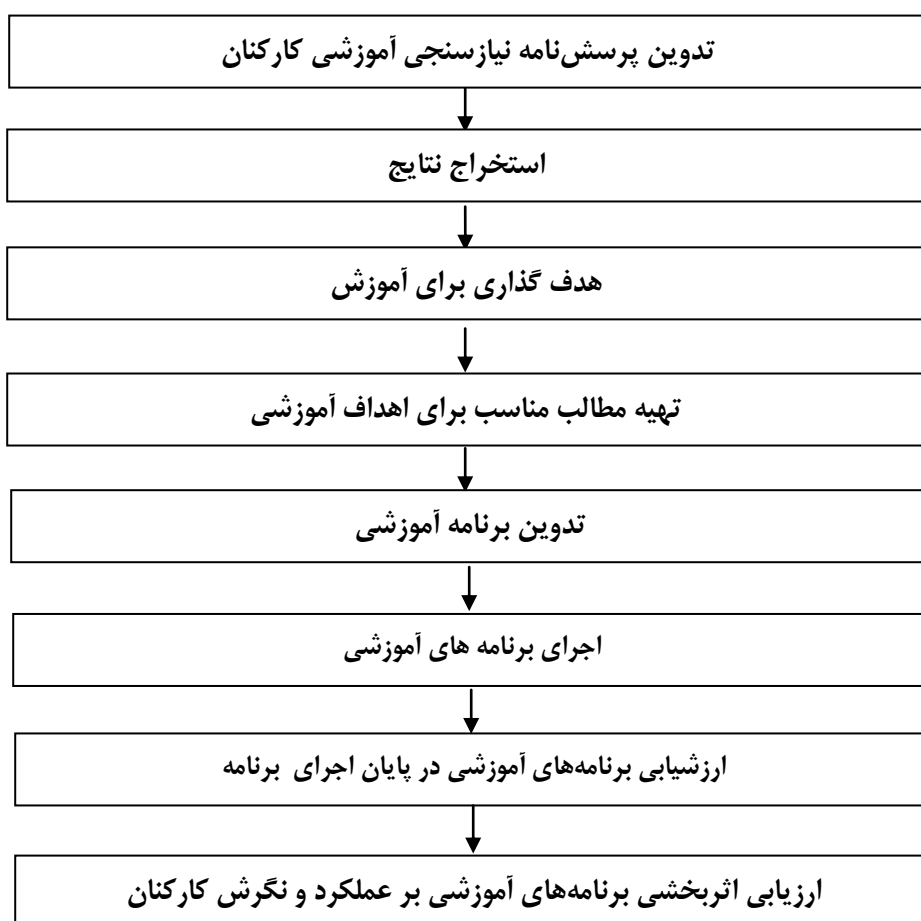 تدوین پرسش‌نامه نیازسنجی آموزشی کارکنان
استخراج نتایج
هدف گذاری برای آموزش
تهیه مطالب مناسب برای اهداف آموزشی
تدوین برنامه آموزشی
اجرای برنامه های آموزشی
ارزشیابی برنامه‌های آموزشی در پایان اجرای برنامه
ارزیابی اثربخشی برنامه‌های آموزشی بر عملکرد و نگرش کارکنان